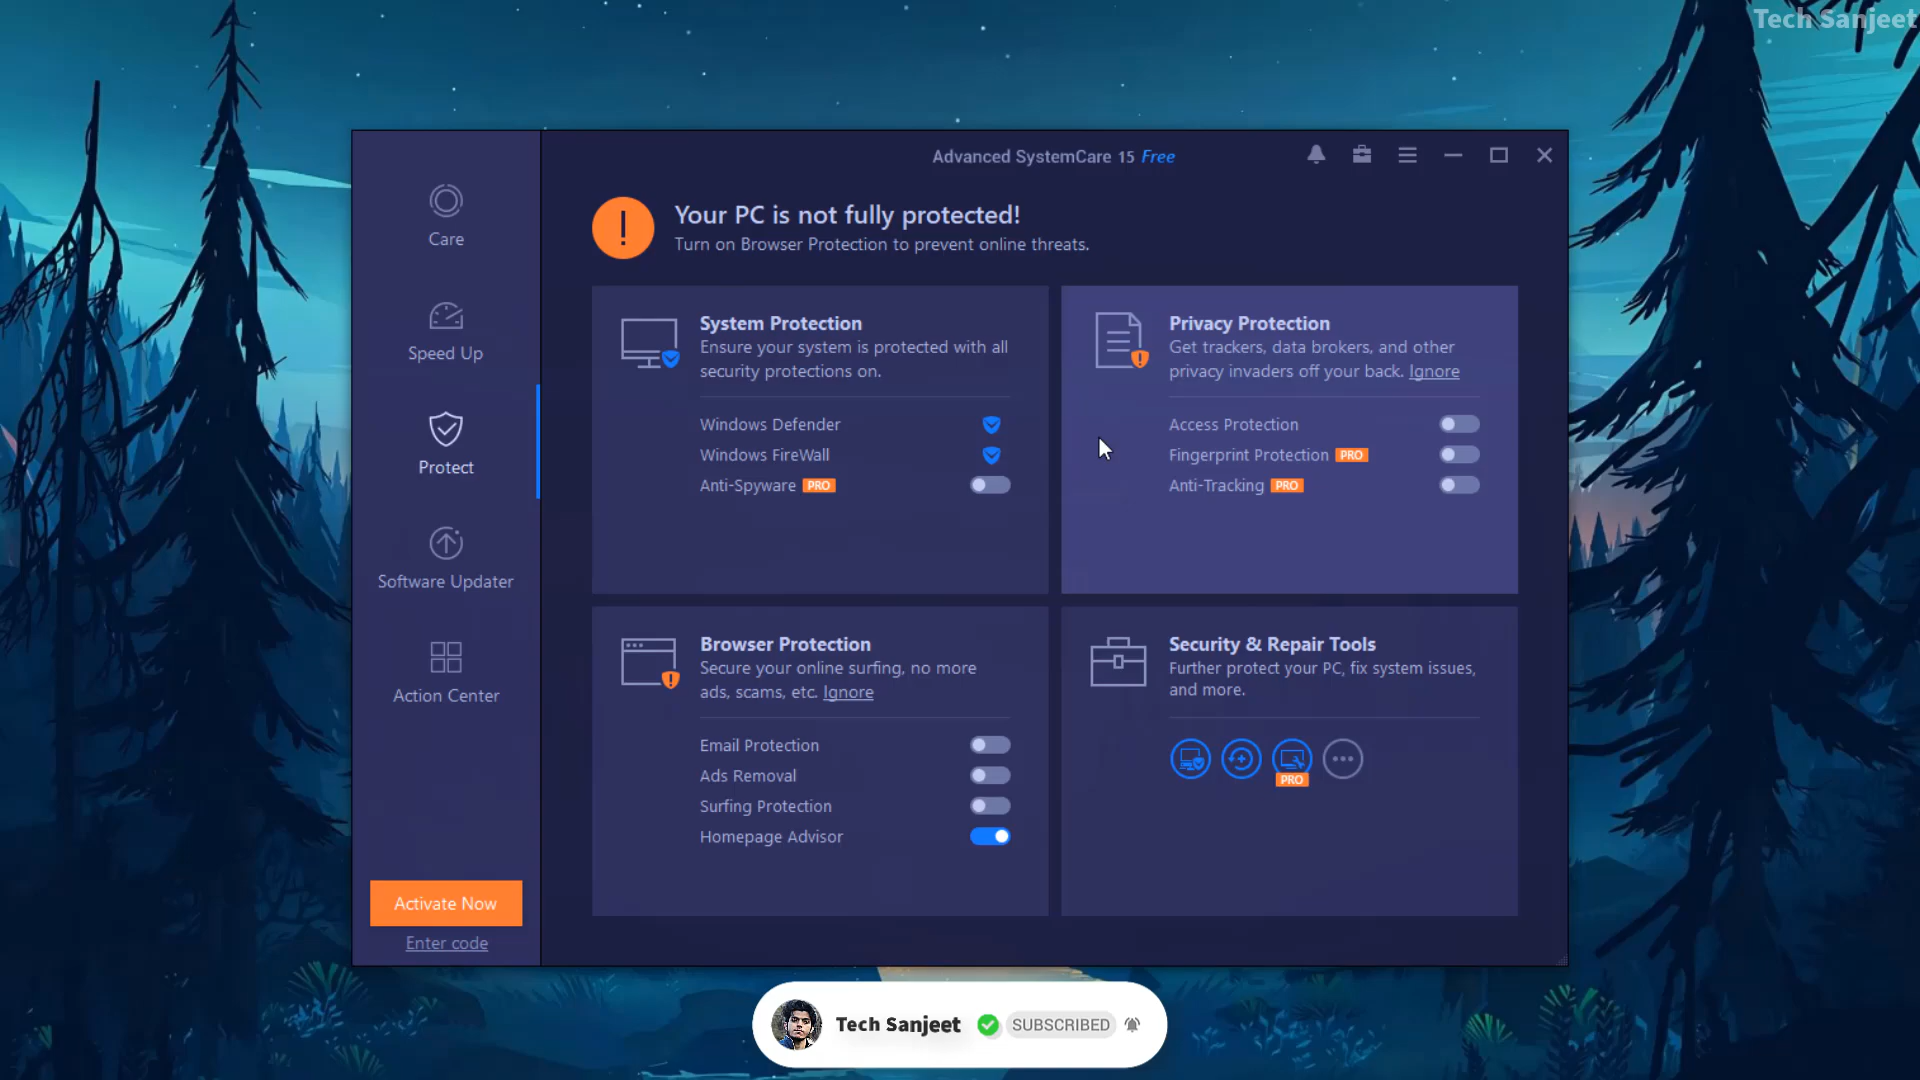 Tech Sanjeet
Advanced SystemCare 15 Free
Care
Speed Up
Protect
Software Updater
Action Center
Activate Now
Enter code
Your PC is not fully protected!
Turn on Browser Protection to prevent online threats.
System Protection
Ensure your system is protected with all
security protections on.
Windows Defender
Windows FireWall
Anti-Spyware PRO
Privacy Protection
Get trackers, data brokers, and other
privacy invaders off your back. Ignore
Access Protection
Fingerprint Protection PRO
Anti-Tracking PRO
Browser Protection
Secure your online surfing, no more
ads, scams, etc. Ignore
Email Protection
Ads Removal
Surfing Protection
Homepage Advisor
Security & Repair Tools
Further protect your PC, fix system issues,
and more.
PRO
Tech Sanjeet SUBSCRIBED